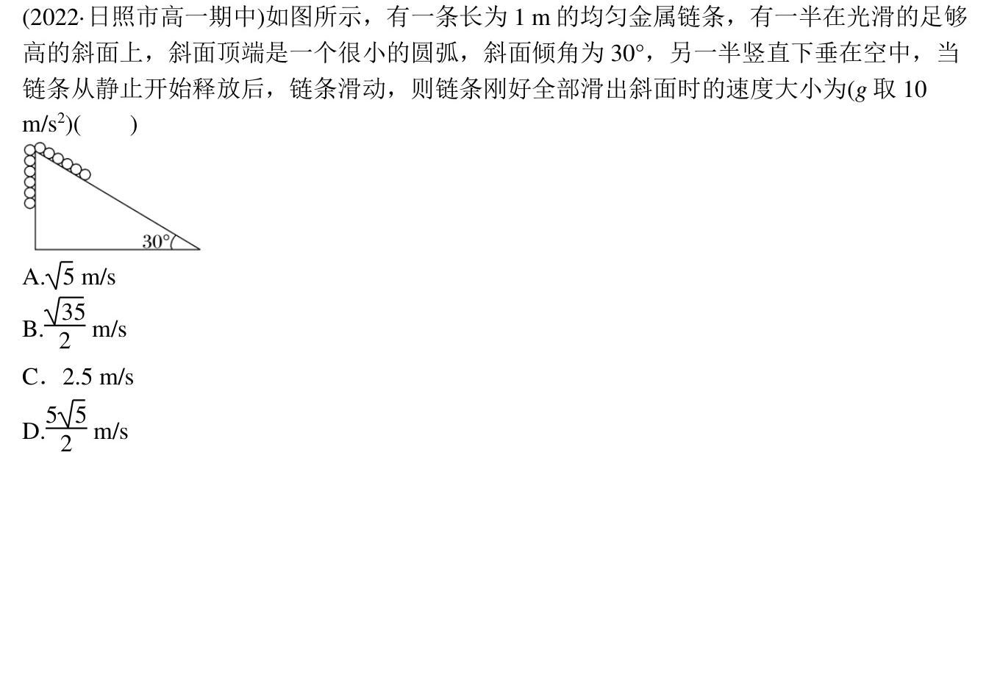 (2022·日照市高一期中)如图所示，有一条长为 1 m 的均匀金属链条，有一半在光滑的足够
高的斜面上，斜面顶端是一个很小的圆弧，斜面倾角为 30°，另一半竖直下垂在空中，当
链条从静止开始释放后，链条滑动，则链条刚好全部滑出斜面时的速度大小为(g 取 10
m/s²)(　　)
30°
A.√5 m/s
B.√35/2 m/s
C．2.5 m/s
D.5√5/2 m/s